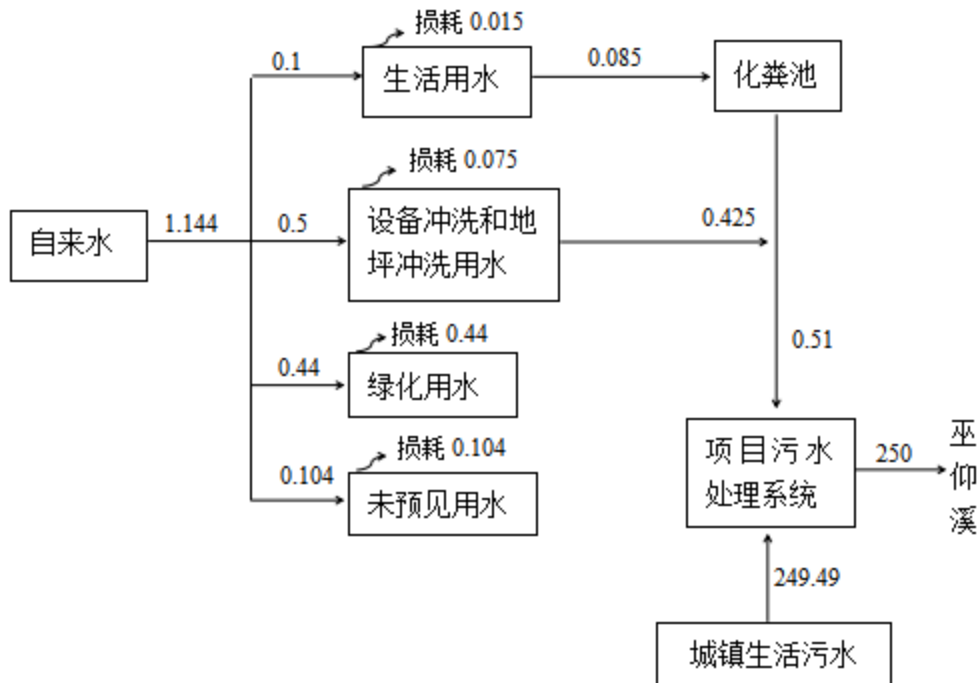 损耗 0.015
0.1
生活用水
0.085
化粪池
损耗 0.075
自来水
1.144
0.5
设备冲洗和地
坪冲洗用水
0.425
损耗 0.44
0.44
绿化用水
0.51
损耗 0.104
0.104
未预见用水
项目污水
处理系统
250
巫
仰
溪
249.49
城镇生活污水